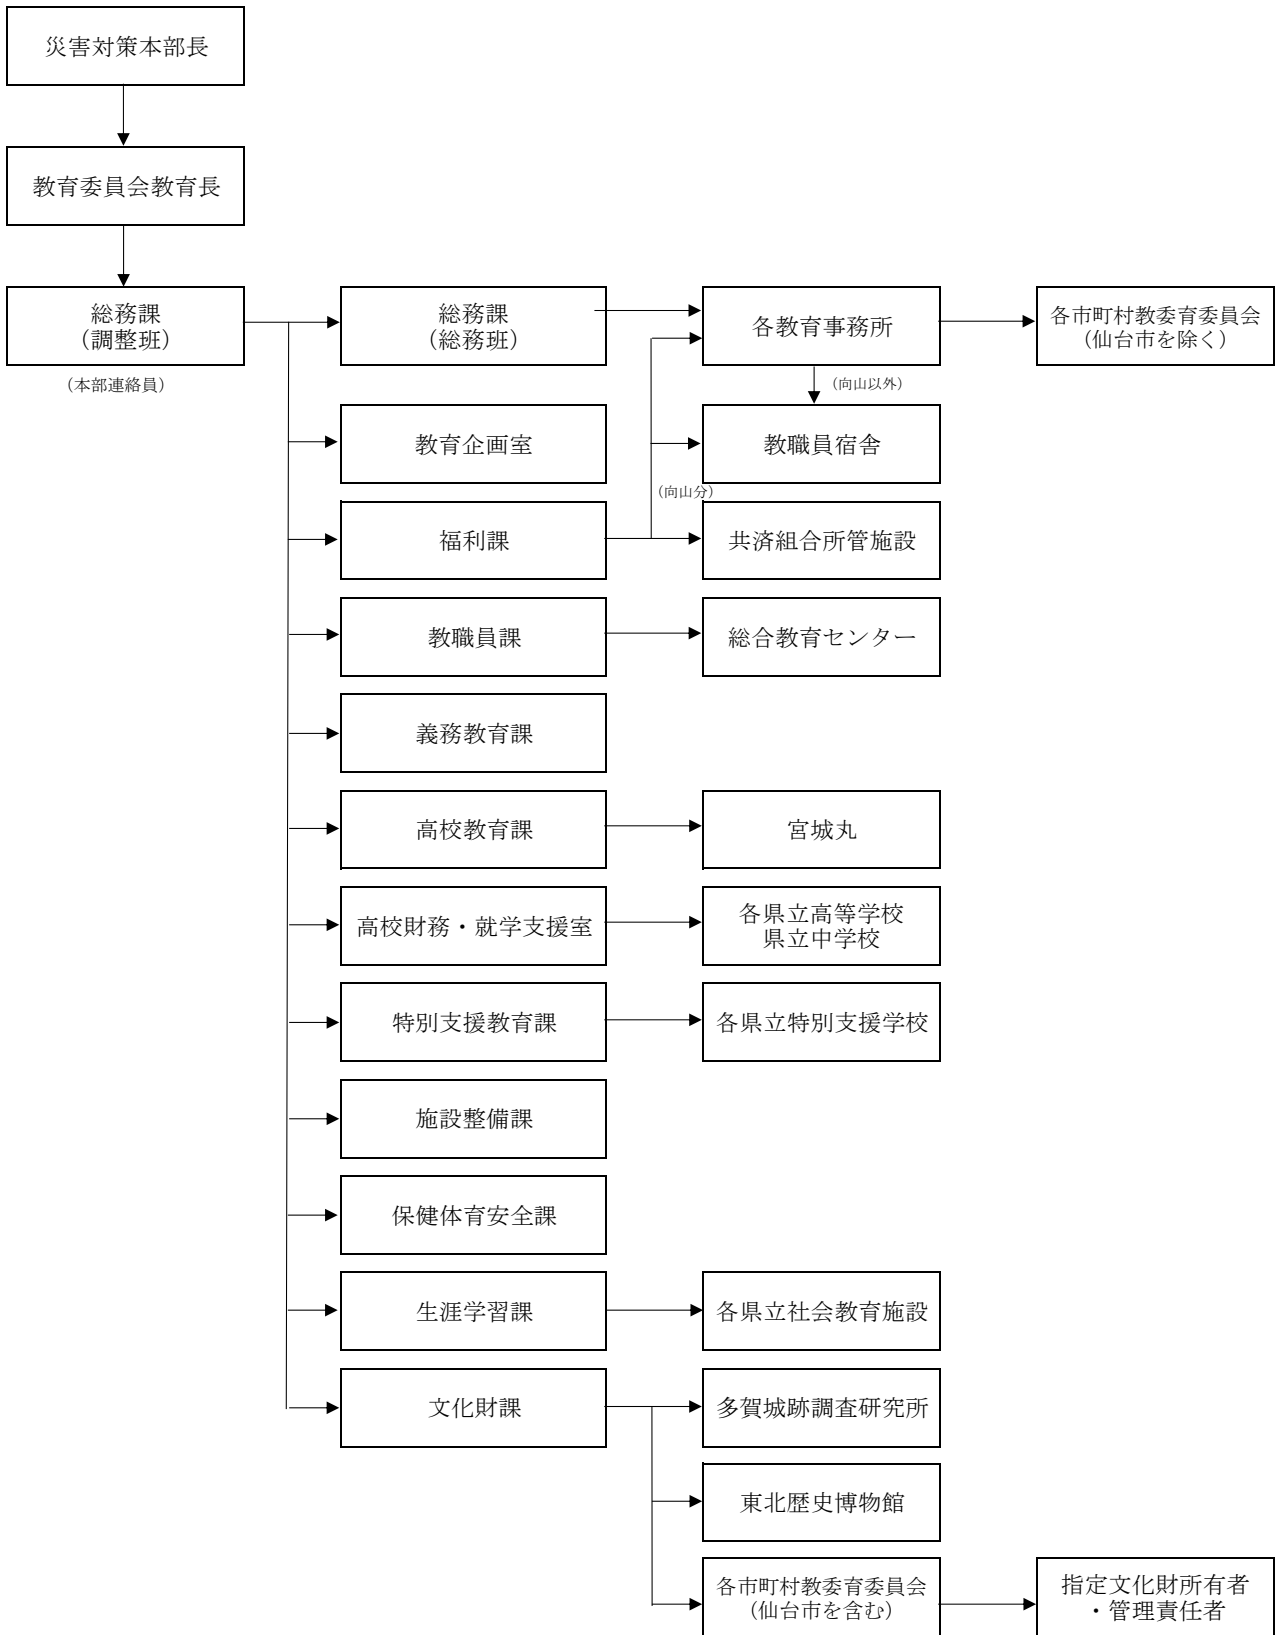 災害対策本部長
教育委員会教育長
総務課
（調整班）
（本部連絡員）
総務課
（総務班）
各教育事務所
各市町村教委育委員会
（仙台市を除く）
（向山以外）
教育企画室
教職員宿舎
（向山分）
福利課
共済組合所管施設
教職員課
総合教育センター
義務教育課
高校教育課
宮城丸
高校財務・就学支援室
各県立高等学校
県立中学校
特別支援教育課
各県立特別支援学校
施設整備課
保健体育安全課
生涯学習課
各県立社会教育施設
文化財課
多賀城跡調査研究所
東北歴史博物館
各市町村教委育委員会
（仙台市を含む）
指定文化財所有者
・管理責任者